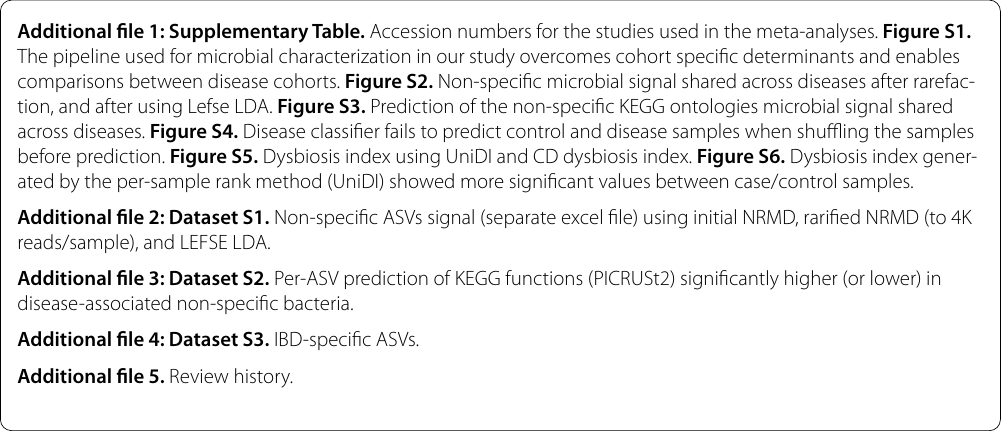 Additional file 1: Supplementary Table. Accession numbers for the studies used in the meta-analyses. Figure S1.
The pipeline used for microbial characterization in our study overcomes cohort specific determinants and enables
comparisons between disease cohorts. Figure S2. Non-specific microbial signal shared across diseases after rarefac-
tion, and after using Lefse LDA. Figure S3. Prediction of the non-specific KEGG ontologies microbial signal shared
across diseases. Figure S4. Disease classifier fails to predict control and disease samples when shuffling the samples
before prediction. Figure S5. Dysbiosis index using UniDI and CD dysbiosis index. Figure S6. Dysbiosis index gener-
ated by the per-sample rank method (UniDI) showed more significant values between case/control samples.
Additional file 2: Dataset S1. Non-specific ASVs signal (separate excel file) using initial NRMD, rarified NRMD (to 4K
reads/sample), and LEFSE LDA.
Additional file 3: Dataset S2. Per-ASV prediction of KEGG functions (PICRUSt2) significantly higher (or lower) in
disease-associated non-specific bacteria.
Additional file 4: Dataset S3. IBD-specific ASVs.
Additional file 5. Review history.